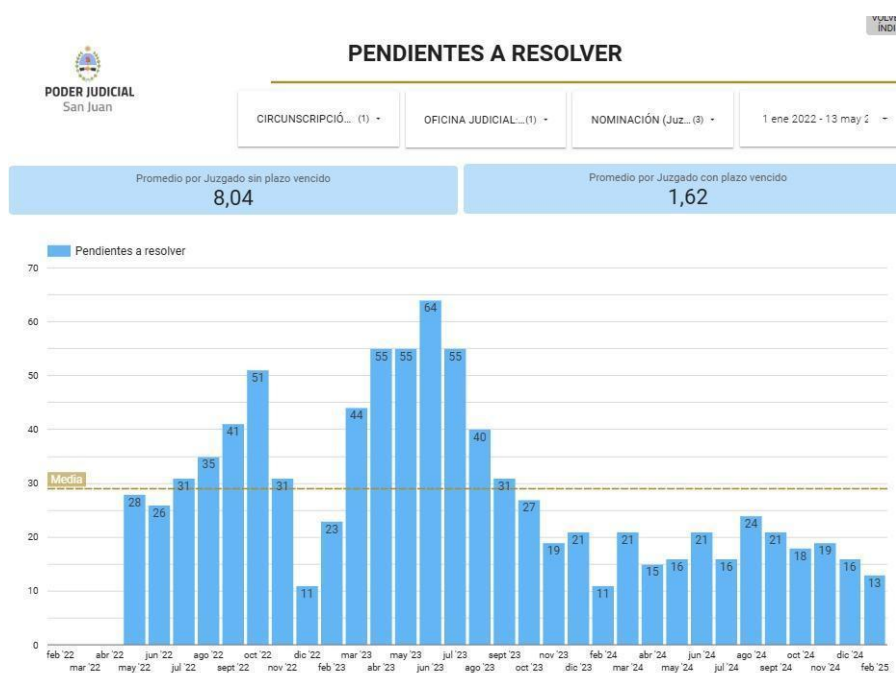 VOLVE
ÍNDI
PENDIENTES A RESOLVER
PODER JUDICIAL
San Juan
CIRCUNSCRIPCIÓ... (1)
OFICINA JUDICIAL:...(1)
NOMINACIÓN (Juz... (3)
1 ene 2022 - 13 may 2
Promedio por Juzgado sin plazo vencido
8,04
Promedio por Juzgado con plazo vencido
1,62
Pendientes a resolver
70
60
50
40
30
20
10
0
Media
28
26
31
35
41
51
31
11
23
44
55
55
64
55
40
31
27
19
21
11
21
15
16
21
16
24
21
18
19
16
13
feb '22
mar '22
abr '22
may '22
jun '22
jul '22
ago '22
sept '22
oct '22
nov '22
dic '22
feb '23
mar '23
abr '23
may '23
jun '23
jul '23
ago '23
sept '23
oct '23
nov '23
dic '23
feb '24
mar '24
abr '24
may '24
jun '24
jul '24
ago '24
sept '24
oct '24
nov '24
dic '24
feb '25